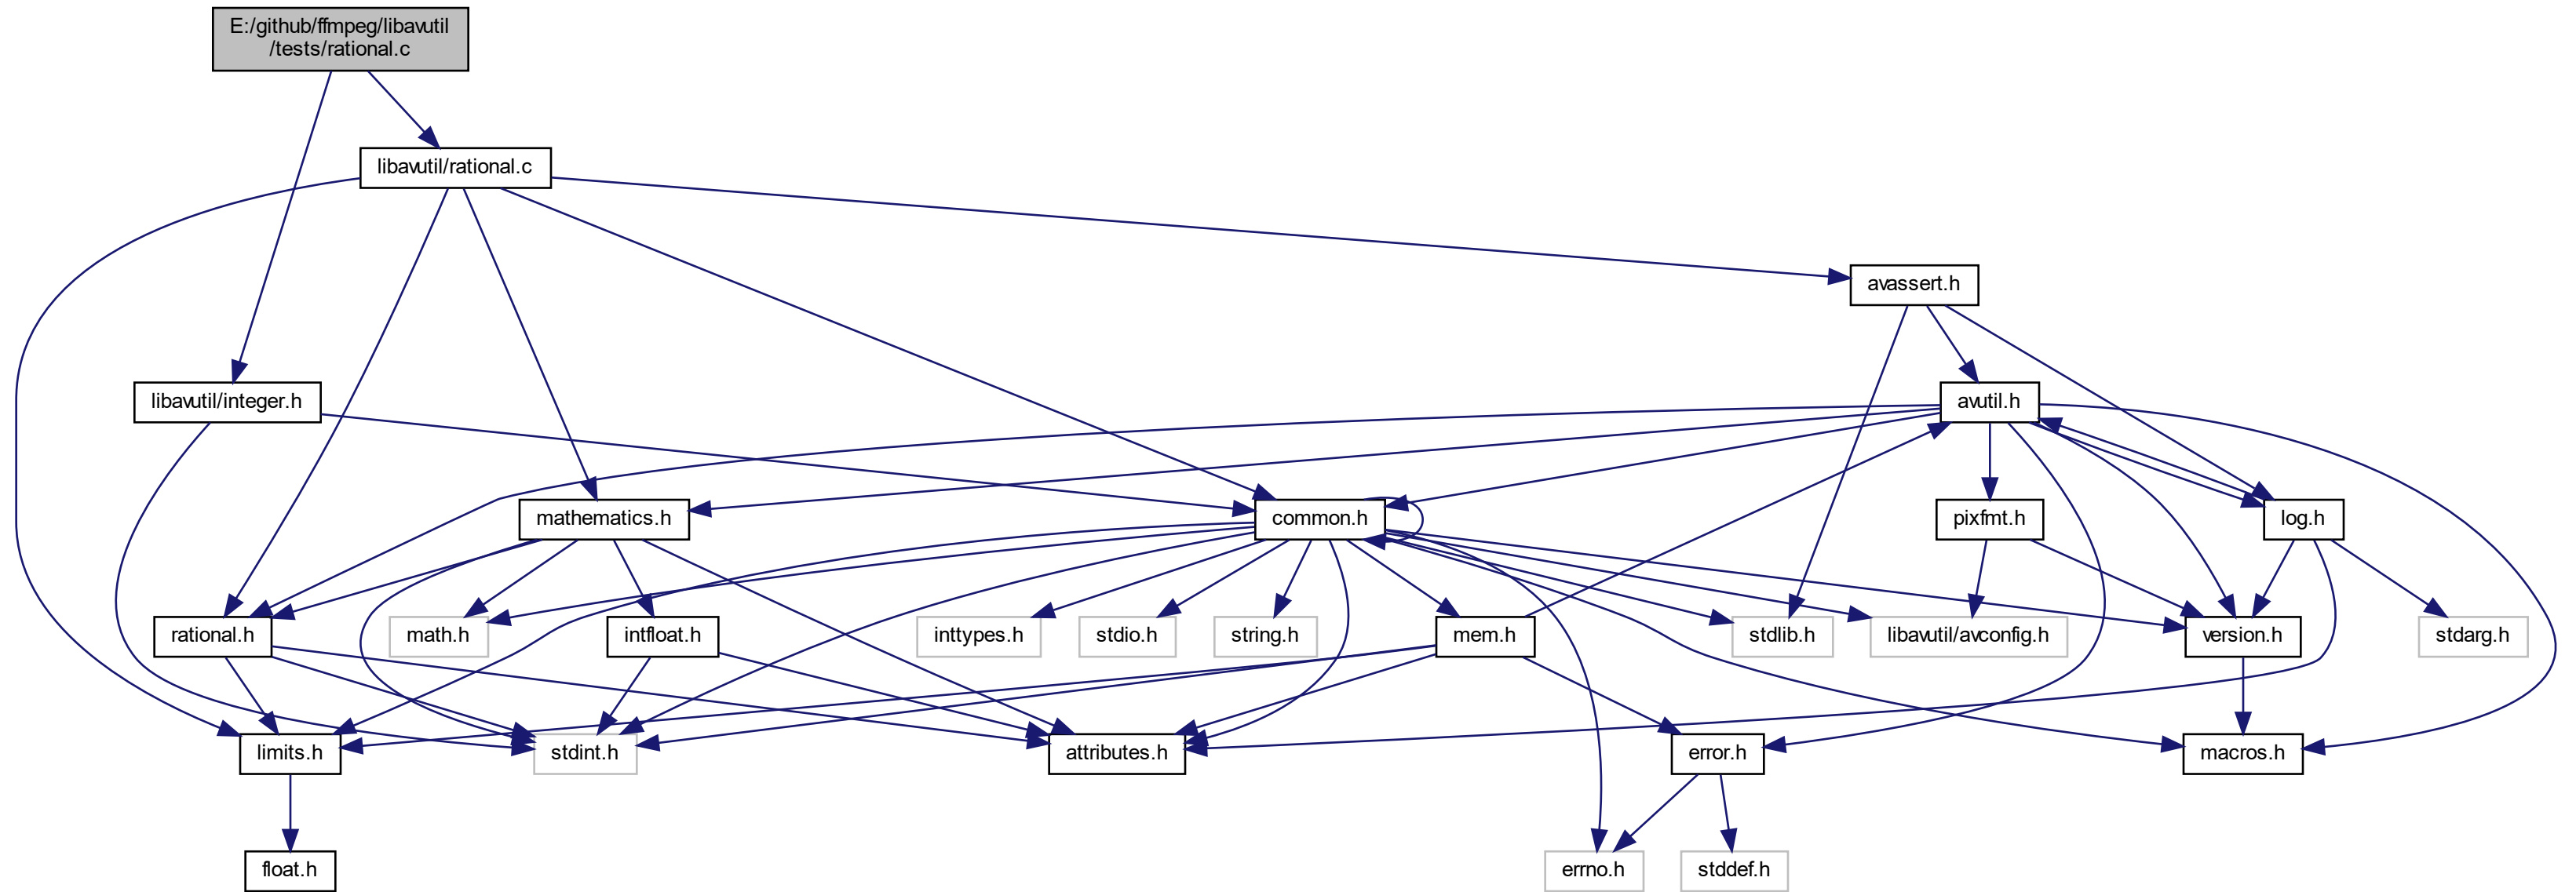 E:/github/ffmpeg/libavutil
/tests/rational.c
libavutil/rational.c
avassert.h
libavutil/integer.h
avutil.h
mathematics.h
common.h
pixfmt.h
log.h
rational.h
math.h
intfloat.h
inttypes.h
stdio.h
string.h
mem.h
stdlib.h
libavutil/avconfig.h
version.h
stdarg.h
limits.h
stdint.h
attributes.h
error.h
macros.h
float.h
errno.h
stddef.h